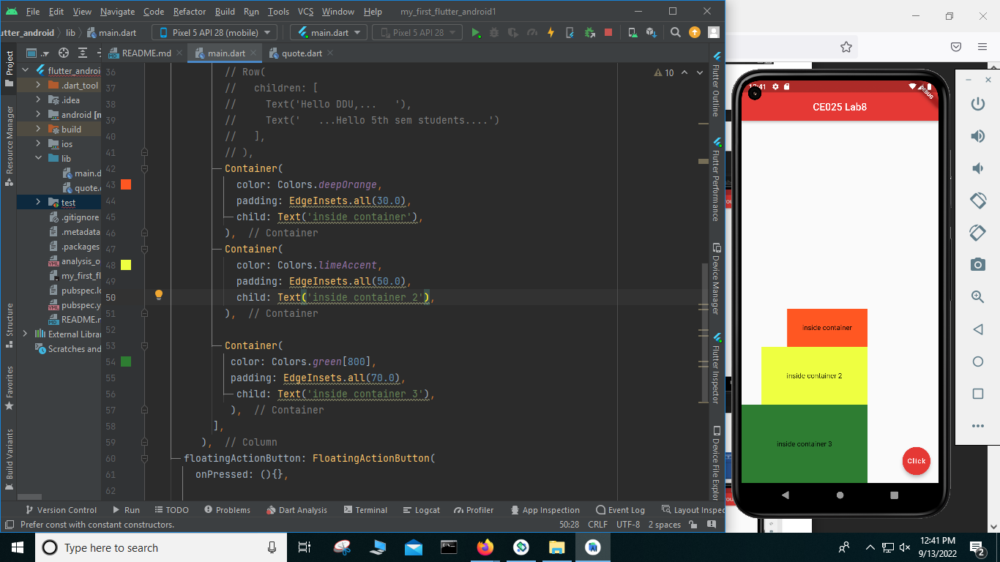 File Edit View Navigate Code Refactor Build Run Tools VCS Window Help my_first_flutter_android1
utter_android lib main.dart Pixel 5 API 28 (mobile) main.dart Pixel 5 API 28
Project
Resource Manager
Structure
Favorites
Build Variants
README.md main.dart quote.dart
flutter_androi
.dart_tool
.idea
android [m
build
ios
lib
main.d
quote.
test
.gitignore
.metadata
.packages
analysis_o
my_first_fl
pubspec.lo
pubspec.y
README.m
External Librar
Scratches and
10
36 // Row(
37 // children: [
38 // Text('Hello DDU,... '),
39 // Text(' ...Hello 5th sem students....')
40 // ],
41 // ),
42 Container(
43 color: Colors.deepOrange,
44 padding: EdgeInsets.all(30.0),
45 child: Text('inside container'),
46 ), // Container
47 Container(
48 color: Colors.limeAccent,
49 padding: EdgeInsets.all(50.0),
50 child: Text('inside container 2'),
51 ), // Container
52
53 Container(
54 color: Colors.green[800],
55 padding: EdgeInsets.all(70.0),
56 child: Text('inside container 3'),
57 ), // Container
58 ],
59 ), // Column
60 floatingActionButton: FloatingActionButton(
61 onPressed: (){},
62
Flutter Outline
Flutter Performance
Device Manager
Flutter Inspector
Device File Explor
Version Control Run TODO Problems Dart Analysis Terminal Logcat Profiler App Inspection Event Log Layout Inspec
Prefer const with constant constructors. 50:28 CRLF UTF-8 2 spaces
12:41
DEBUG
CE025 Lab8
inside container
inside container 2
inside container 3
Click
Type here to search
12:41 PM
9/13/2022
2